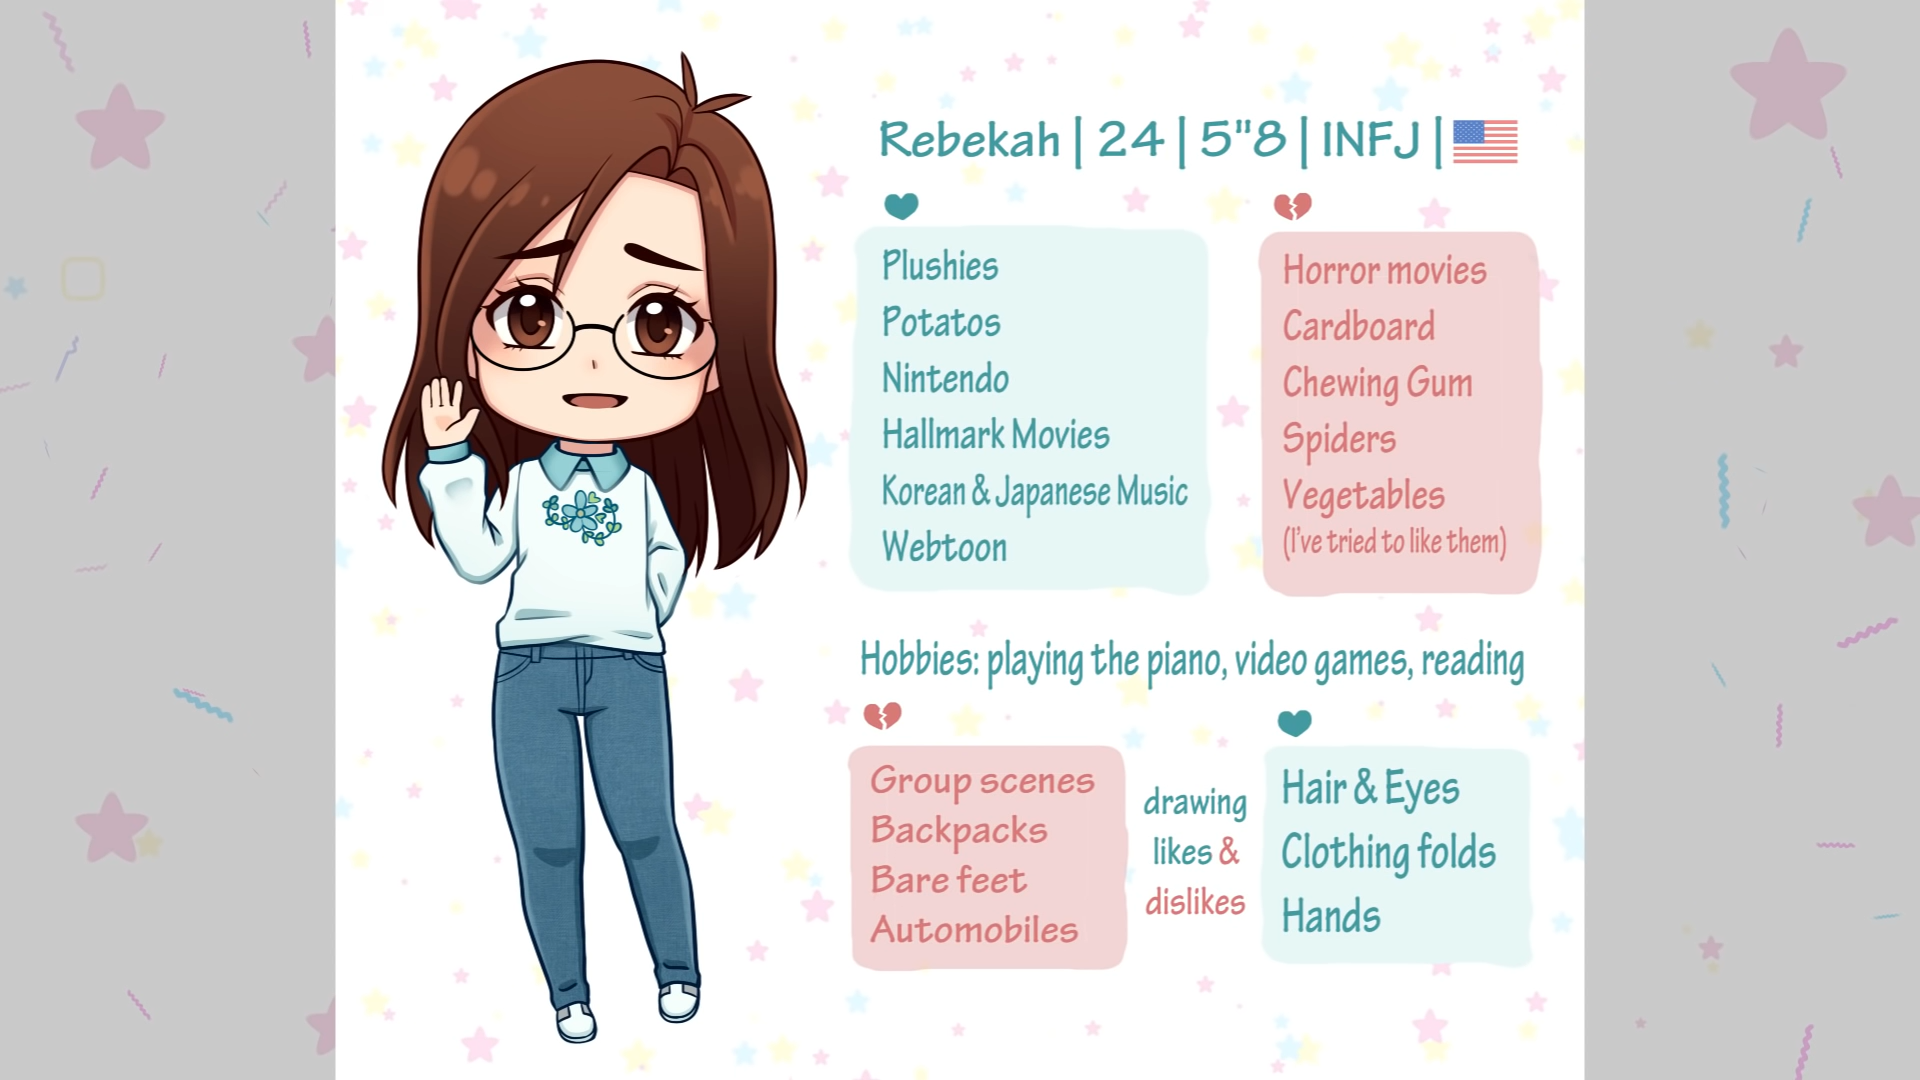 Rebekah | 24 | 5"8 | INFJ |
Plushies
Potatos
Nintendo
Hallmark Movies
Korean & Japanese Music
Webtoon
Horror movies
Cardboard
Chewing Gum
Spiders
Vegetables
(I've tried to like them)
Hobbies: playing the piano, video games, reading
Group scenes
Backpacks
Bare feet
Automobiles
drawing
likes &
dislikes
Hair & Eyes
Clothing folds
Hands